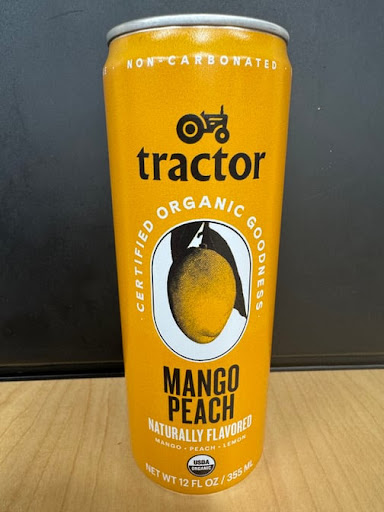 NON-CARBONATED
tractor
· CERTIFIED ORGANIC GOODNESS ·
MANGO
PEACH
NATURALLY FLAVORED
MANGO • PEACH • LEMON
USDA
ORGANIC
NET WT 12 FL OZ / 355 ML